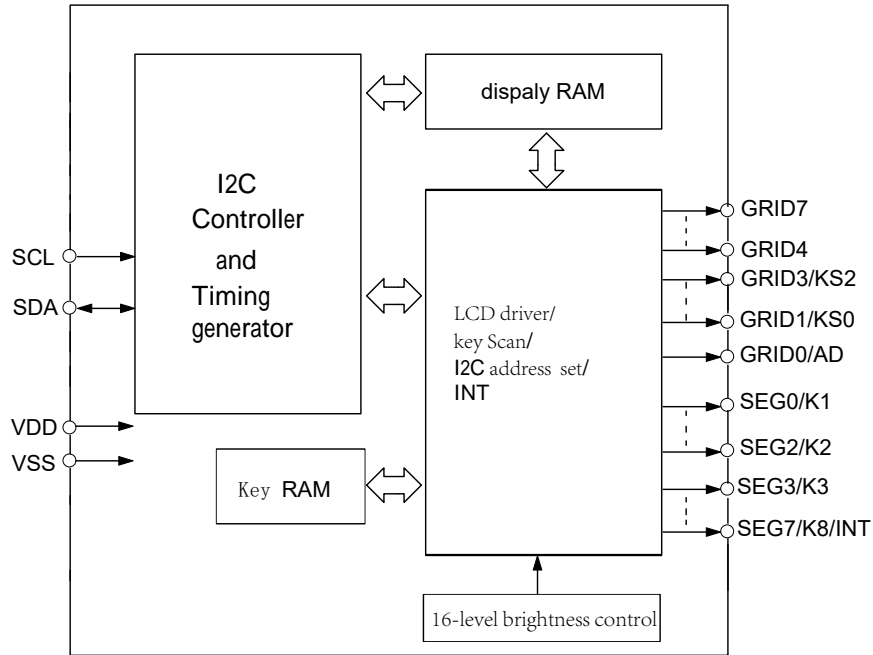 dispaly RAM
I2C
Controller
and
Timing
generator
SCL
SDA
VDD
VSS
LCD driver/
key Scan/
I2C address set/
INT
Key RAM
16-level brightness control
GRID7
GRID4
GRID3/KS2
GRID1/KS0
GRID0/AD
SEG0/K1
SEG2/K2
SEG3/K3
SEG7/K8/INT